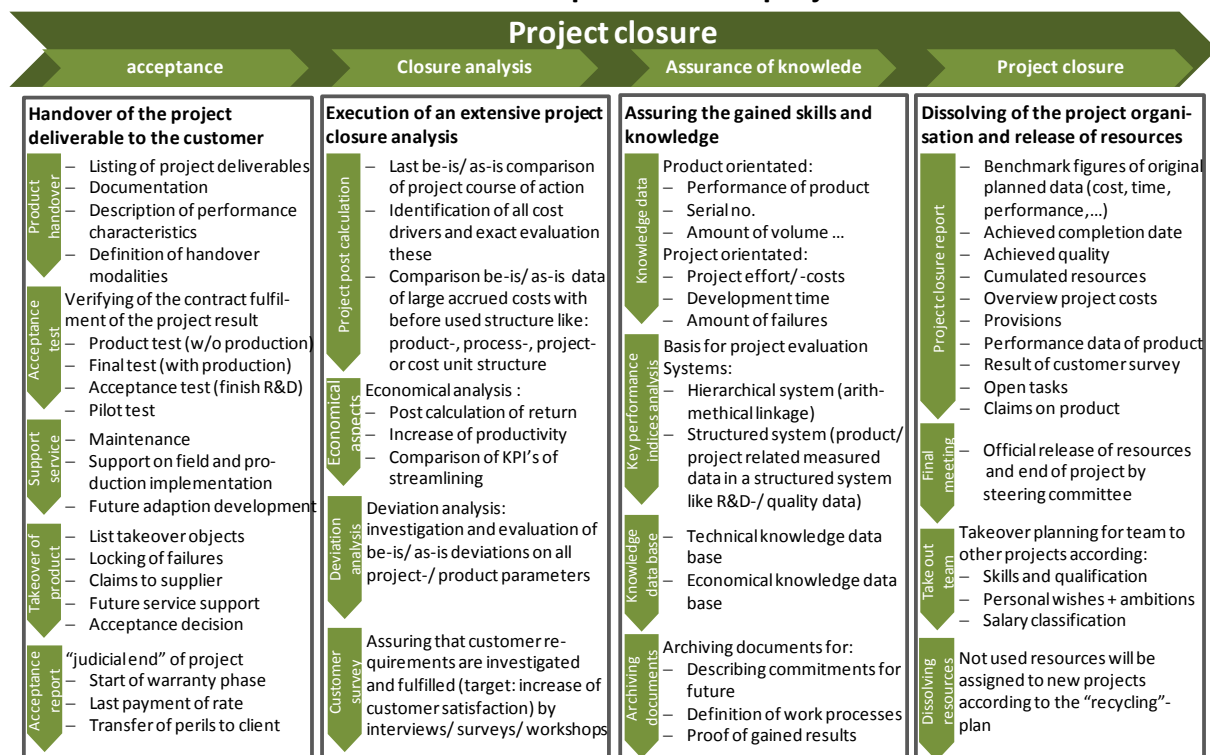 Project closure
acceptance
Closure analysis
Assurance of knowlede
Project closure
Handover of the project
deliverable to the customer
Product
handover
– Listing of project deliverables
– Documentation
– Description of performance
characteristics
– Definition of handover
modalities
Acceptance
test
Verifying of the contract fulfil-
ment of the project result
– Product test (w/o production)
– Final test (with production)
– Acceptance test (finish R&D)
– Pilot test
Support
service
– Maintenance
– Support on field and pro-
duction implementation
– Future adaption development
Takeover of
product
– List takeover objects
– Locking of failures
– Claims to supplier
– Future service support
– Acceptance decision
Acceptance
report
“judicial end” of project
– Start of warranty phase
– Last payment of rate
– Transfer of perils to client
Execution of an extensive project
closure analysis
Project post calculation
– Last be-is/ as-is comparison
of project course of action
– Identification of all cost
drivers and exact evaluation
these
– Comparison be-is/ as-is data
of large accrued costs with
before used structure like:
product-, process-, project-
or cost unit structure
Economical
aspects
Economical analysis :
– Post calculation of return
– Increase of productivity
– Comparison of KPI’s of
streamlining
Deviation
analysis
Deviation analysis:
investigation and evaluation of
be-is/ as-is deviations on all
project-/ product parameters
Customer
survey
Assuring that customer re-
quirements are investigated
and fulfilled (target: increase of
customer satisfaction) by
interviews/ surveys/ workshops
Assuring the gained skills and
knowledge
Knowledge data
Product orientated:
– Performance of product
– Serial no.
– Amount of volume …
Project orientated:
– Project effort/ -costs
– Development time
– Amount of failures
Key performance
indices analysis
Basis for project evaluation
Systems:
– Hierarchical system (arith-
methical linkage)
– Structured system (product/
project related measured
data in a structured system
like R&D-/ quality data)
Knowledge
data base
– Technical knowledge data
base
– Economical knowledge data
base
Archiving
documents
Archiving documents for:
– Describing commitments for
future
– Definition of work processes
– Proof of gained results
Dissolving of the project organi-
sation and release of resources
Project closure report
– Benchmark figures of original
planned data (cost, time,
performance,…)
– Achieved completion date
– Achieved quality
– Cumulated resources
– Overview project costs
– Provisions
– Performance data of product
– Result of customer survey
– Open tasks
– Claims on product
Final
meeting
– Official release of resources
and end of project by
steering committee
Take out
team
Takeover planning for team to
other projects according:
– Skills and qualification
– Personal wishes + ambitions
– Salary classification
Dissolving
resources
Not used resources will be
assigned to new projects
according to the “recycling”-
plan